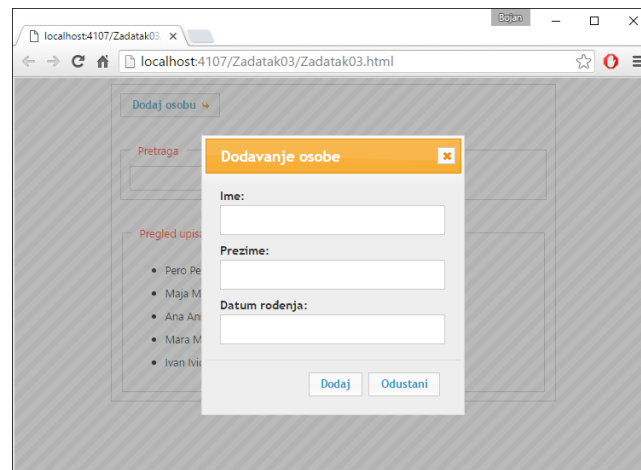 Bojan
localhost:4107/Zadatak03
localhost:4107/Zadatak03/Zadatak03.html
Dodaj osobu
Pretraga
Dodavanje osobe
Ime:
Prezime:
Datum rođenja:
Dodaj Odustani
Pregled upis
Pero Pe
Maja M
Ana An
Mara M
Ivan Ivi